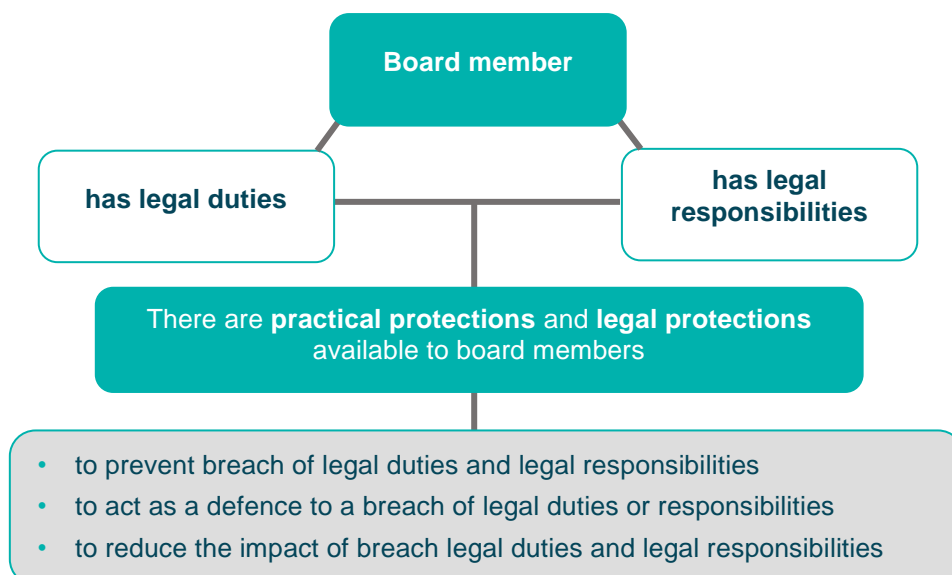 Board member
has legal duties
has legal
responsibilities
There are practical protections and legal protections
available to board members
• to prevent breach of legal duties and legal responsibilities
• to act as a defence to a breach of legal duties or responsibilities
• to reduce the impact of breach legal duties and legal responsibilities